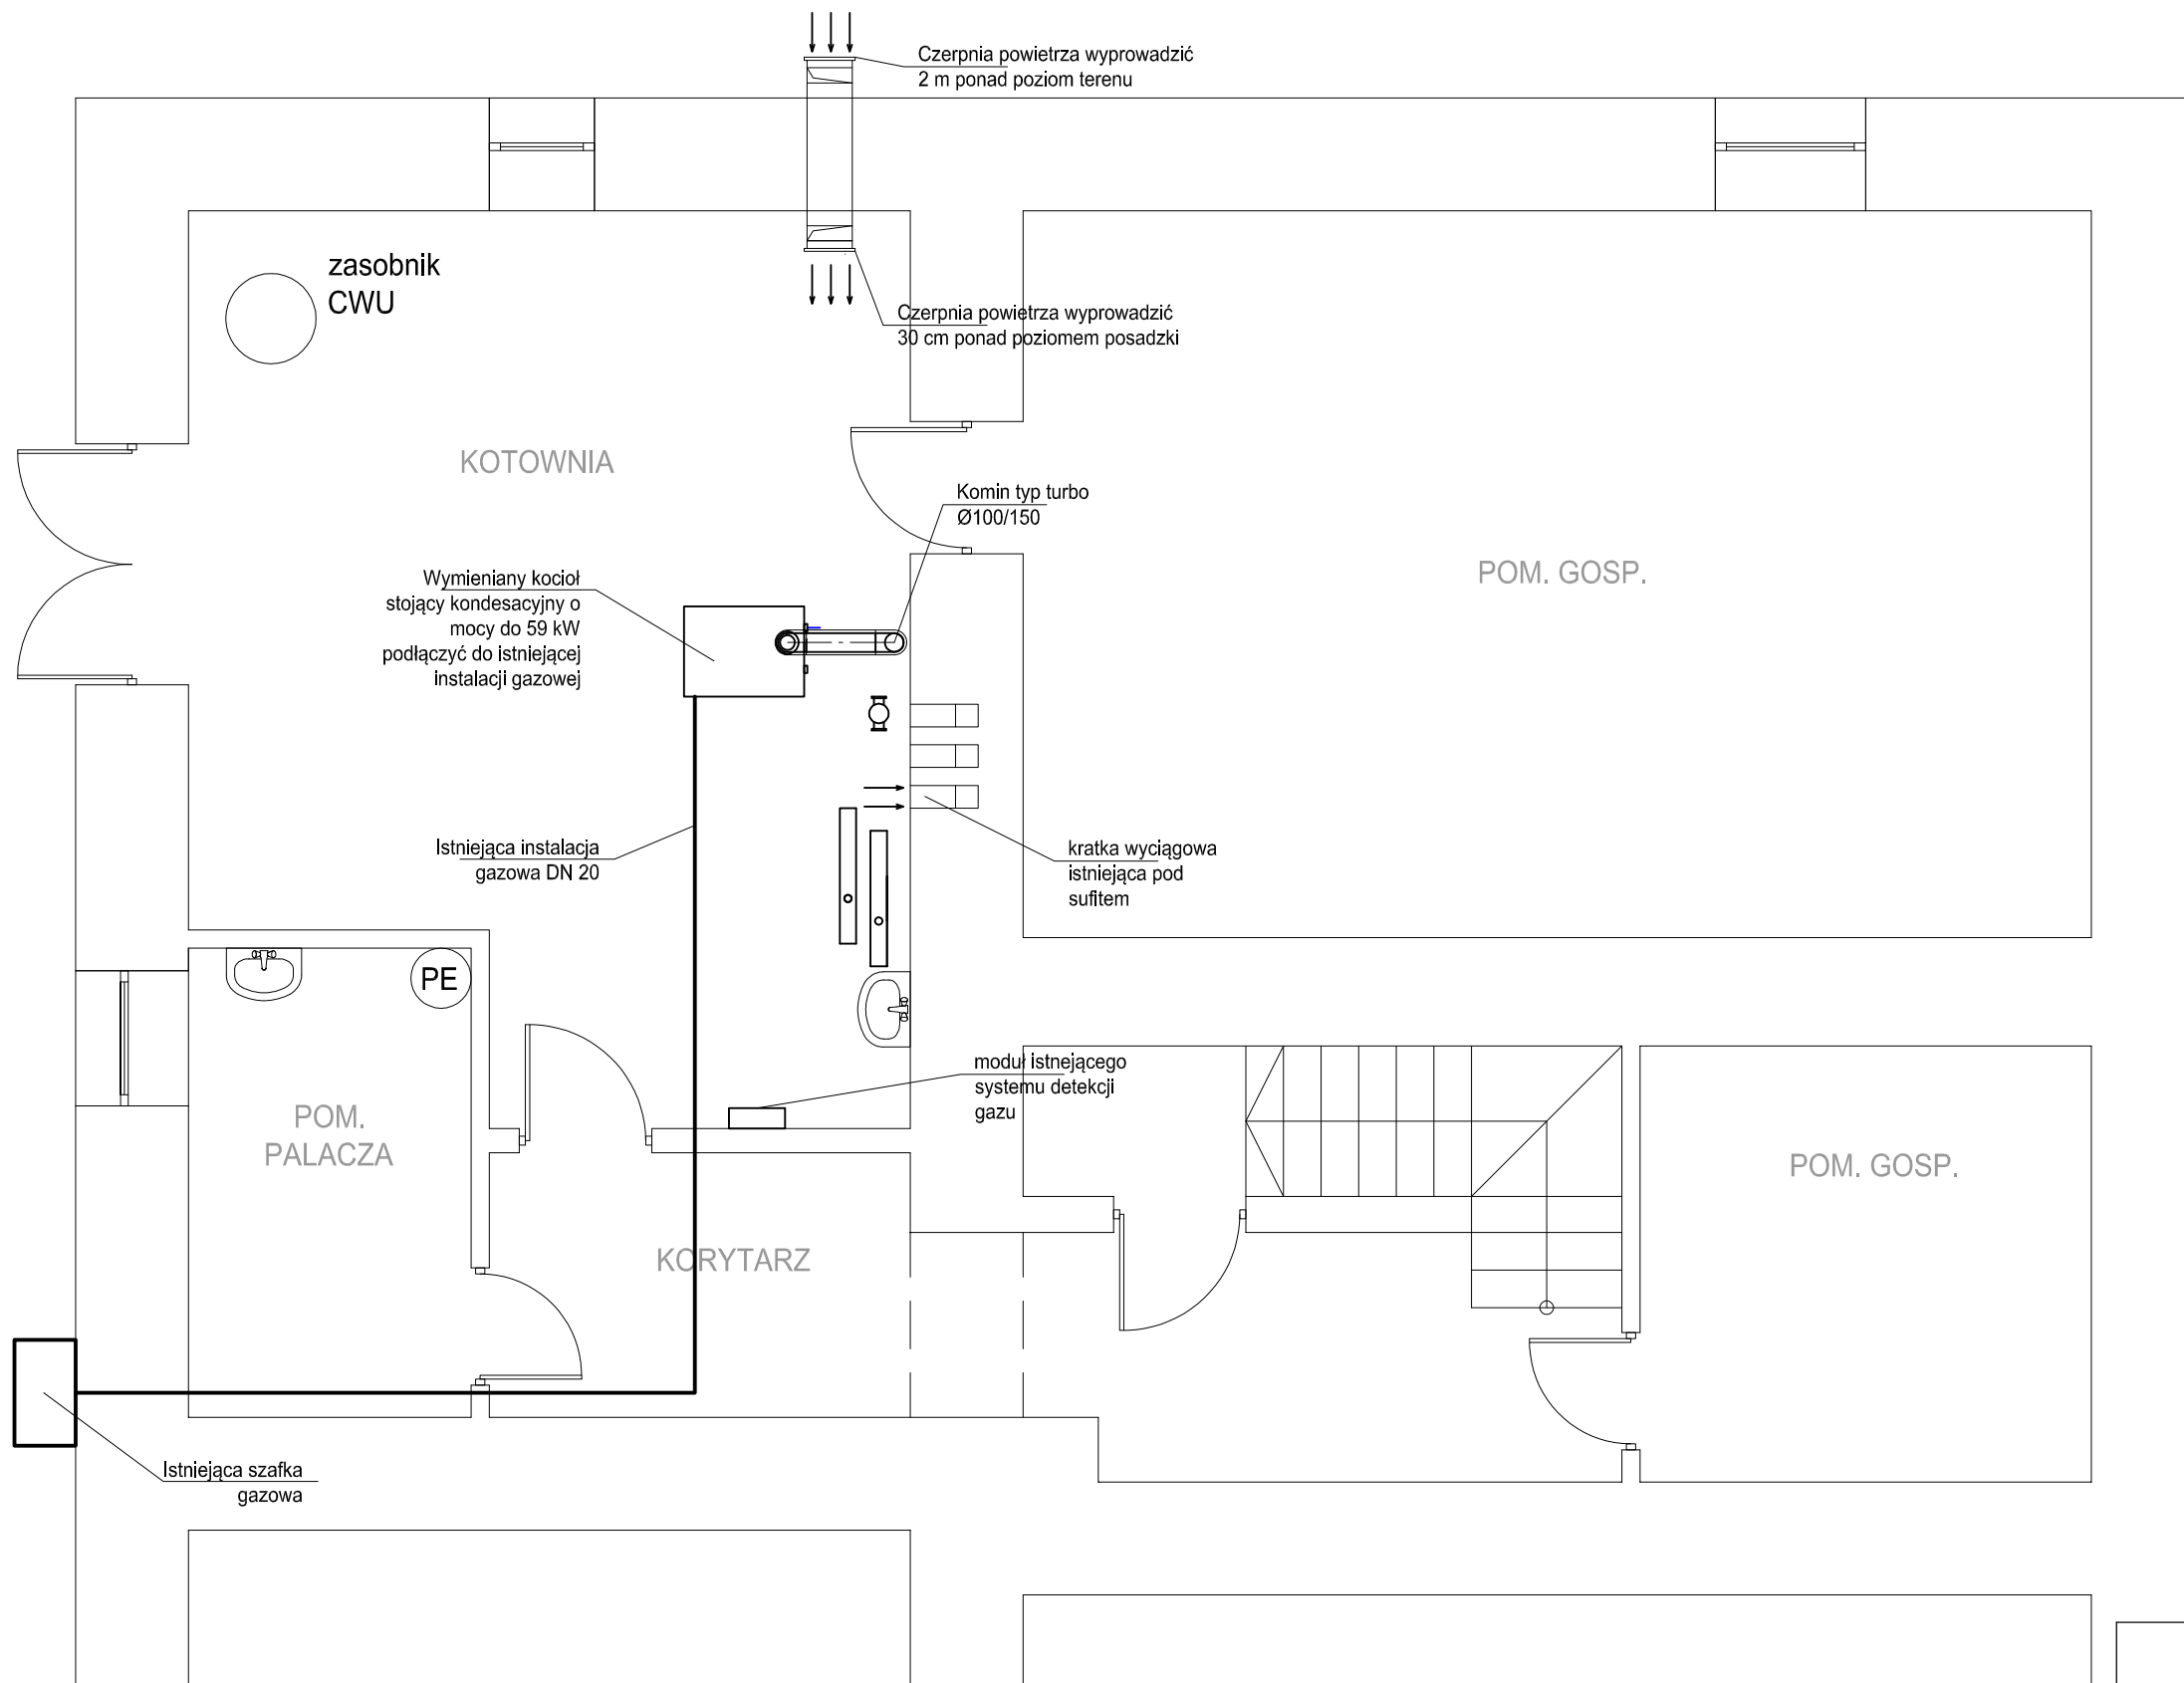 Czerpnia powietrza wyprowadzić
2 m ponad poziom terenu
zasobnik
CWU
Czerpnia powietrza wyprowadzić
30 cm ponad poziomem posadzki
KOTOWNIA
Komin typ turbo
Ø100/150
Wymieniany kocioł
stojący kondesacyjny o
mocy do 59 kW
podłączyć do istniejącej
instalacji gazowej
POM. GOSP.
Istniejąca instalacja
gazowa DN 20
kratka wyciągowa
istniejąca pod
sufitem
PE
moduł istnejącego
systemu detekcji
gazu
POM.
PALACZA
POM. GOSP.
KORYTARZ
Istniejąca szafka
gazowa